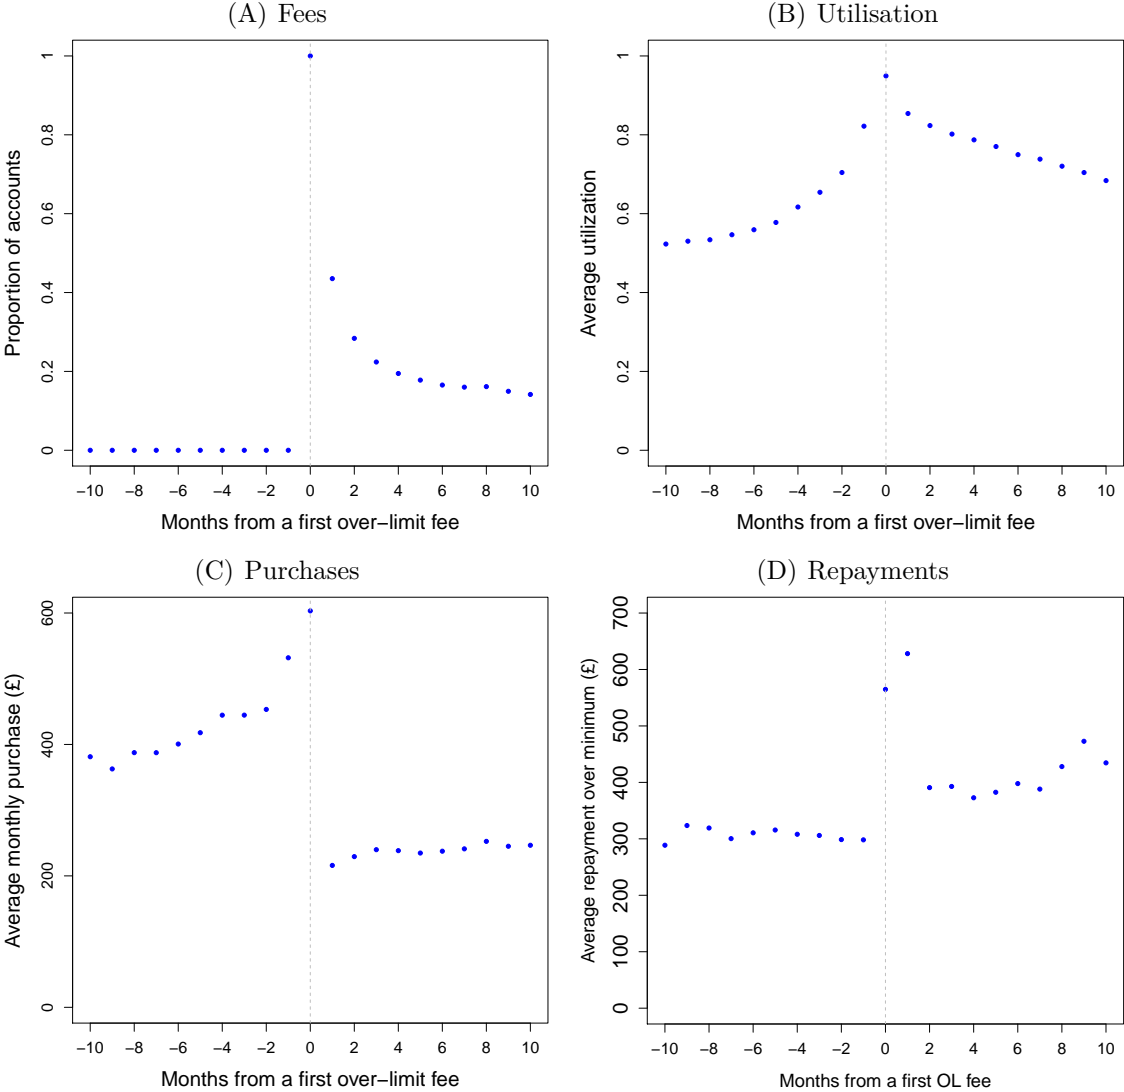 (A) Fees
Proportion of accounts
1
0.8
0.6
0.4
0.2
0
−10 −8 −6 −4 −2 0 2 4 6 8 10
Months from a first over−limit fee
(B) Utilisation
Average utilization
1
0.8
0.6
0.4
0.2
0
−10 −8 −6 −4 −2 0 2 4 6 8 10
Months from a first over−limit fee
(C) Purchases
Average monthly purchase (£)
600
400
200
0
−10 −8 −6 −4 −2 0 2 4 6 8 10
Months from a first over−limit fee
(D) Repayments
Average repayment over minimum (£)
700
600
500
400
300
200
100
0
−10 −8 −6 −4 −2 0 2 4 6 8 10
Months from a first OL fee